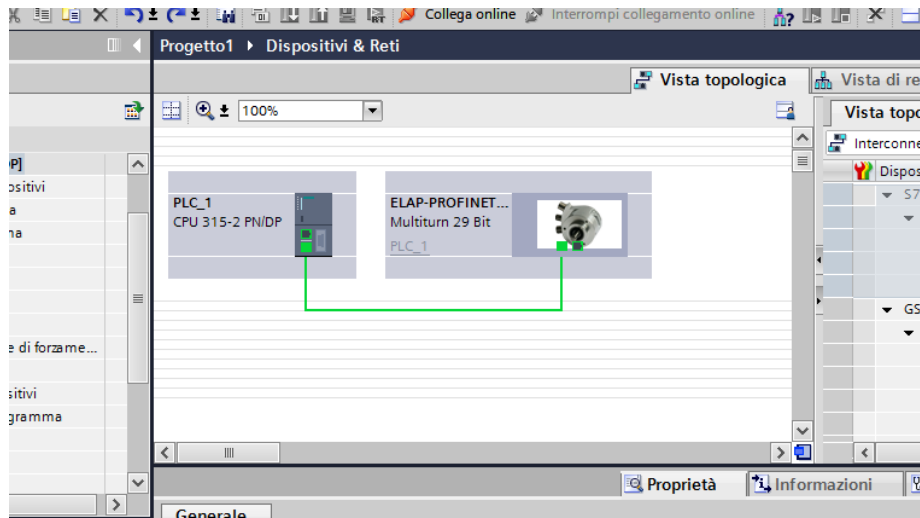 Collega online Interrompi collegamento online
Progetto1 Dispositivi & Reti
Vista topologica Vista di re
100% Vista topo
Interconne
PLC_1
CPU 315-2 PN/DP
ELAP-PROFINET...
Multiturn 29 Bit
PLC_1
Dispos
S7
GS
P]
ositivi
a
na
e di forzame...
sitivi
gramma
Proprietà Informazioni
Generale